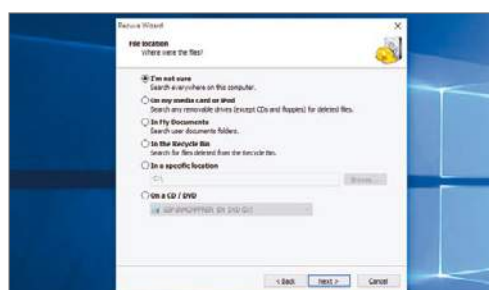 Recuva Wizard
File location
Where were the files?
I'm not sure
Search everywhere on this computer.
On my media card or iPod
Search any removable drives (except CDs and floppies) for deleted files.
In My Documents
Search user documents folders.
In the Recycle Bin
Search for files deleted from the Recycle Bin.
In a specific location
C:\
Browse...
On a CD / DVD
< Back
Next >
Cancel